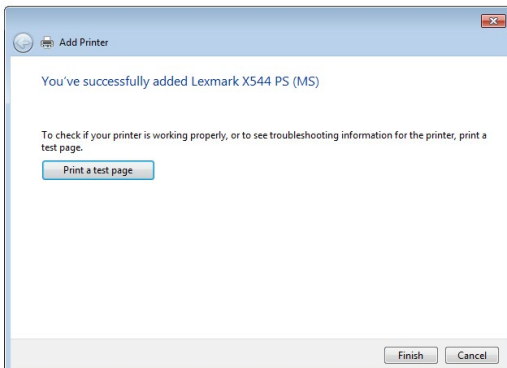 Add Printer
You've successfully added Lexmark X544 PS (MS)
To check if your printer is working properly, or to see troubleshooting information for the printer, print a
test page.
Print a test page
Finish Cancel